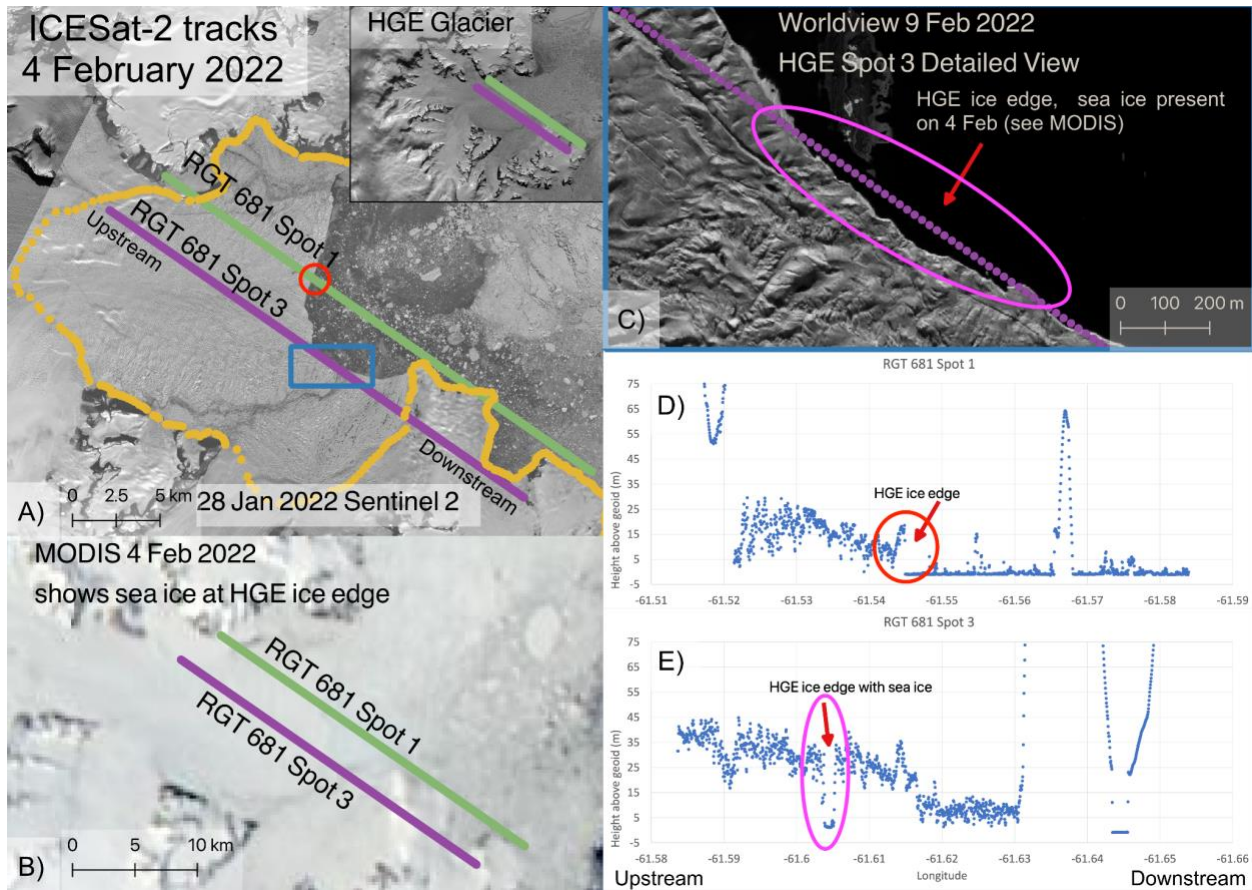 ICESat-2 tracks
4 February 2022
HGE Glacier
RGT 681 Spot 1
RGT 681 Spot 3
Upstream
Downstream
0 2.5 5 km
28 Jan 2022 Sentinel 2
A)
MODIS 4 Feb 2022
shows sea ice at HGE ice edge
RGT 681 Spot 1
RGT 681 Spot 3
0 5 10 km
B)
Worldview 9 Feb 2022
HGE Spot 3 Detailed View
HGE ice edge, sea ice present
on 4 Feb (see MODIS)
C)
0 100 200 m
RGT 681 Spot 1
D)
75
65
55
45
35
25
15
5
-5
Height above geoid (m)
HGE ice edge
-61.51 -61.52 -61.53 -61.54 -61.55 -61.56 -61.57 -61.58 -61.59
RGT 681 Spot 3
E)
75
65
55
45
35
25
15
5
-5
Height above geoid (m)
HGE ice edge with sea ice
-61.58 -61.59 -61.6 -61.61 -61.62 -61.63 -61.64 -61.65 -61.66
Upstream Longitude Downstream